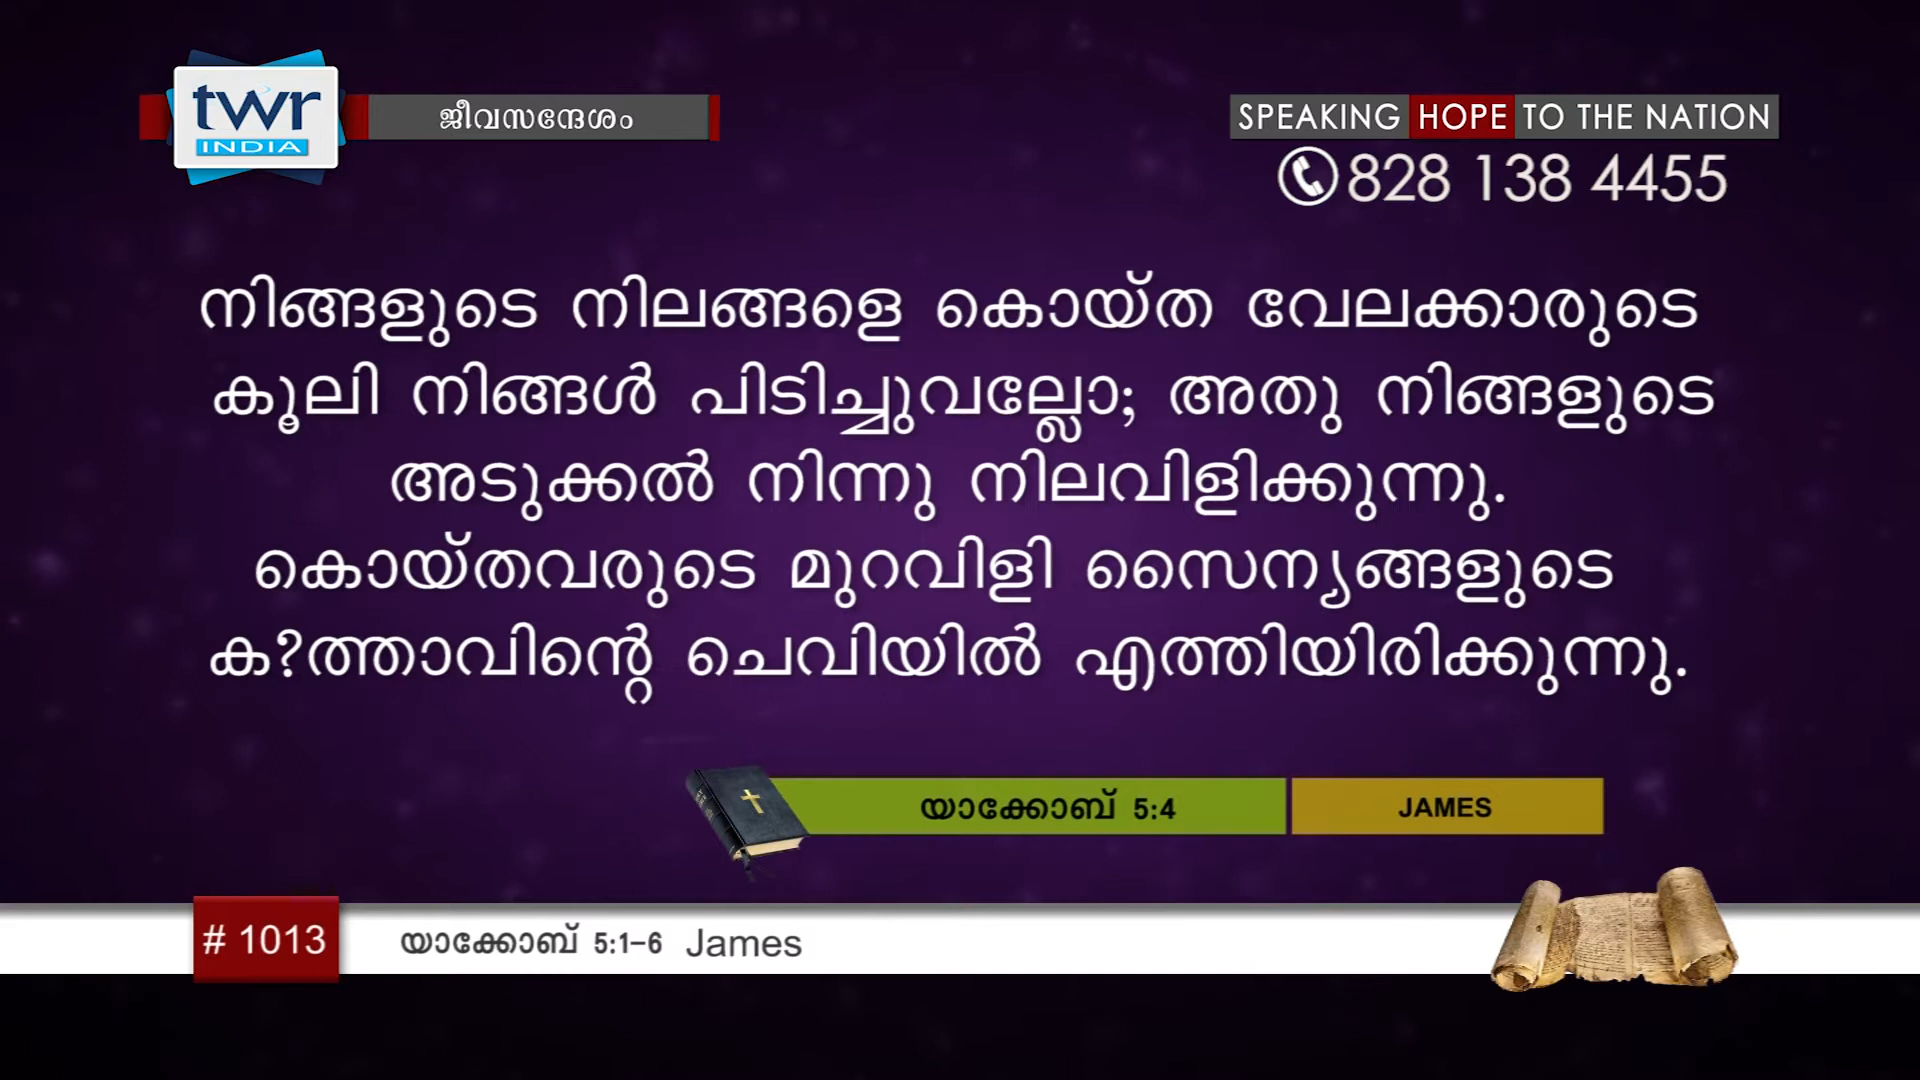 twr
INDIA
ജീവസന്ദേശം
SPEAKING HOPE TO THE NATION
828 138 4455
നിങ്ങളുടെ നിലങ്ങളെ കൊയ്ത വേലക്കാരുടെ
കൂലി നിങ്ങൾ പിടിച്ചുവല്ലോ; അതു നിങ്ങളുടെ
അടുക്കൽ നിന്നു നിലവിളിക്കുന്നു.
കൊയ്തവരുടെ മുറവിളി സൈന്യങ്ങളുടെ
ക?ത്താവിന്റെ ചെവിയിൽ എത്തിയിരിക്കുന്നു.
യാക്കോബ് 5:4
JAMES
# 1013
യാക്കോബ് 5:1-6 James